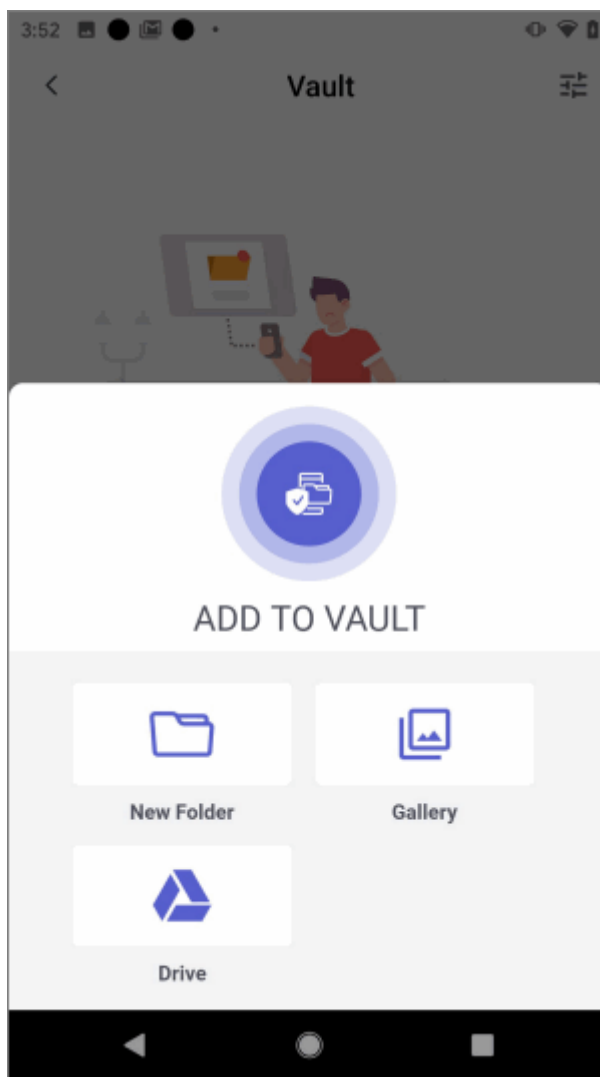 3:52
Vault
ADD TO VAULT
New Folder
Gallery
Drive